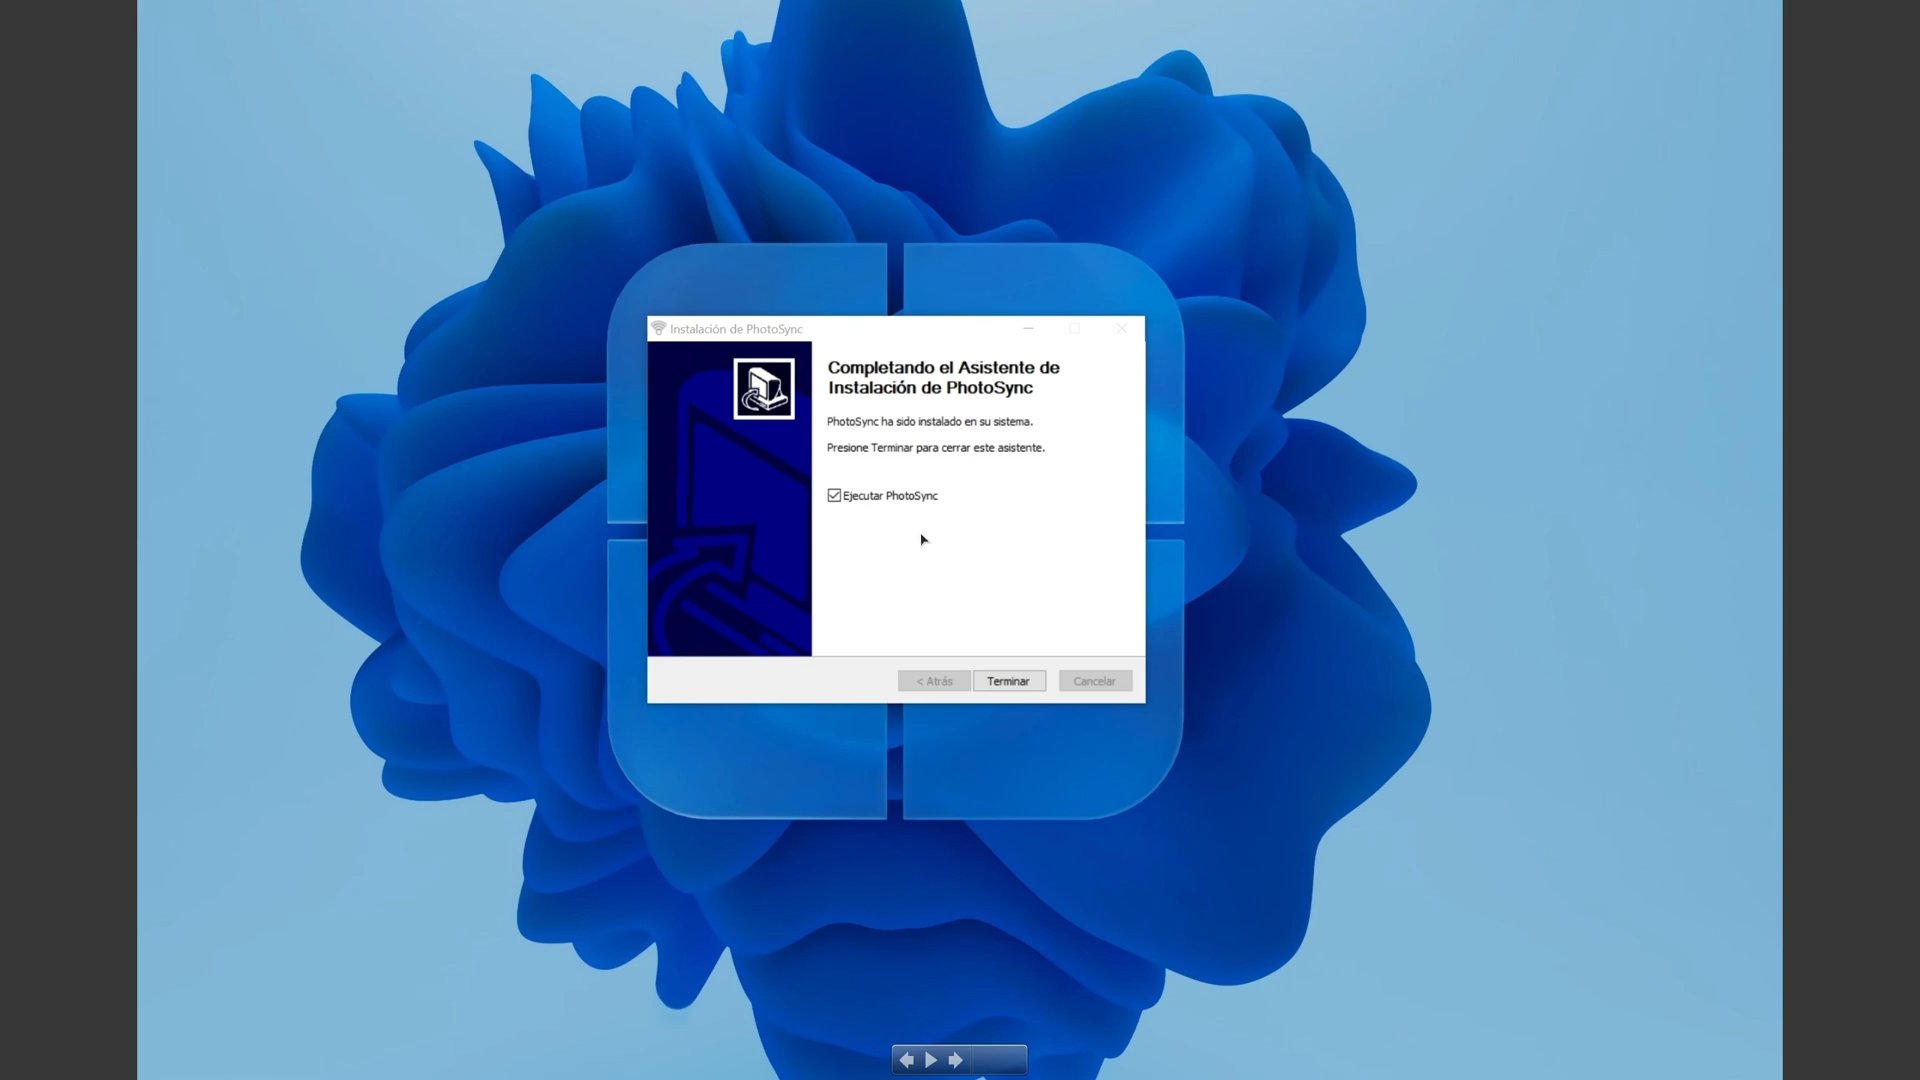 Instalación de PhotoSync
Completando el Asistente de
Instalación de PhotoSync
PhotoSync ha sido instalado en su sistema.
Presione Terminar para cerrar este asistente.
Ejecutar PhotoSync
< Atrás
Terminar
Cancelar